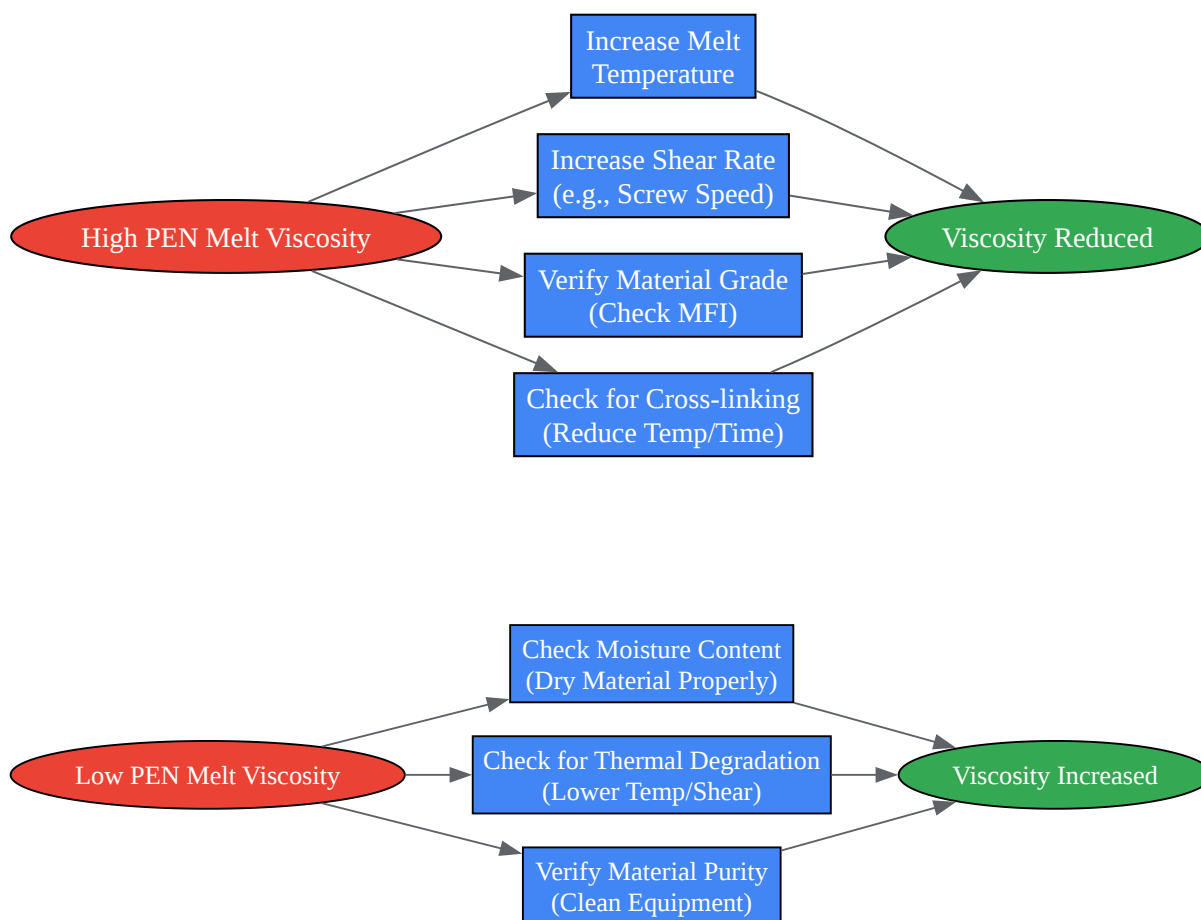 Increase Melt
Temperature
Increase Shear Rate
(e.g., Screw Speed)
High PEN Melt Viscosity
Viscosity Reduced
Verify Material Grade
(Check MFI)
Check for Cross-linking
(Reduce Temp/Time)
Check Moisture Content
(Dry Material Properly)
Low PEN Melt Viscosity
Check for Thermal Degradation
(Lower Temp/Shear)
Viscosity Increased
Verify Material Purity
(Clean Equipment)